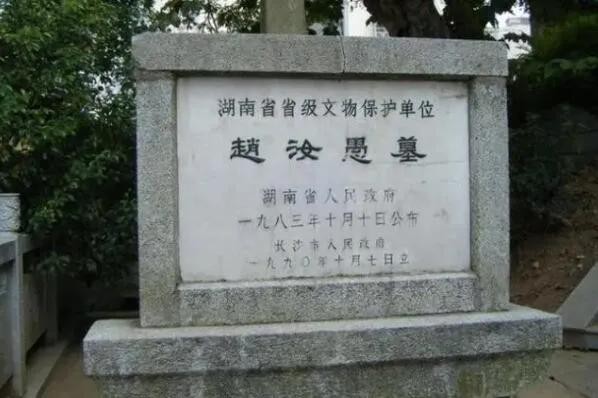 湖南省省级文物保护单位
趙汝愚墓
湖南省人民政府
一九八三年十月十日公布
长沙市人民政府
一九九〇年十月七日立